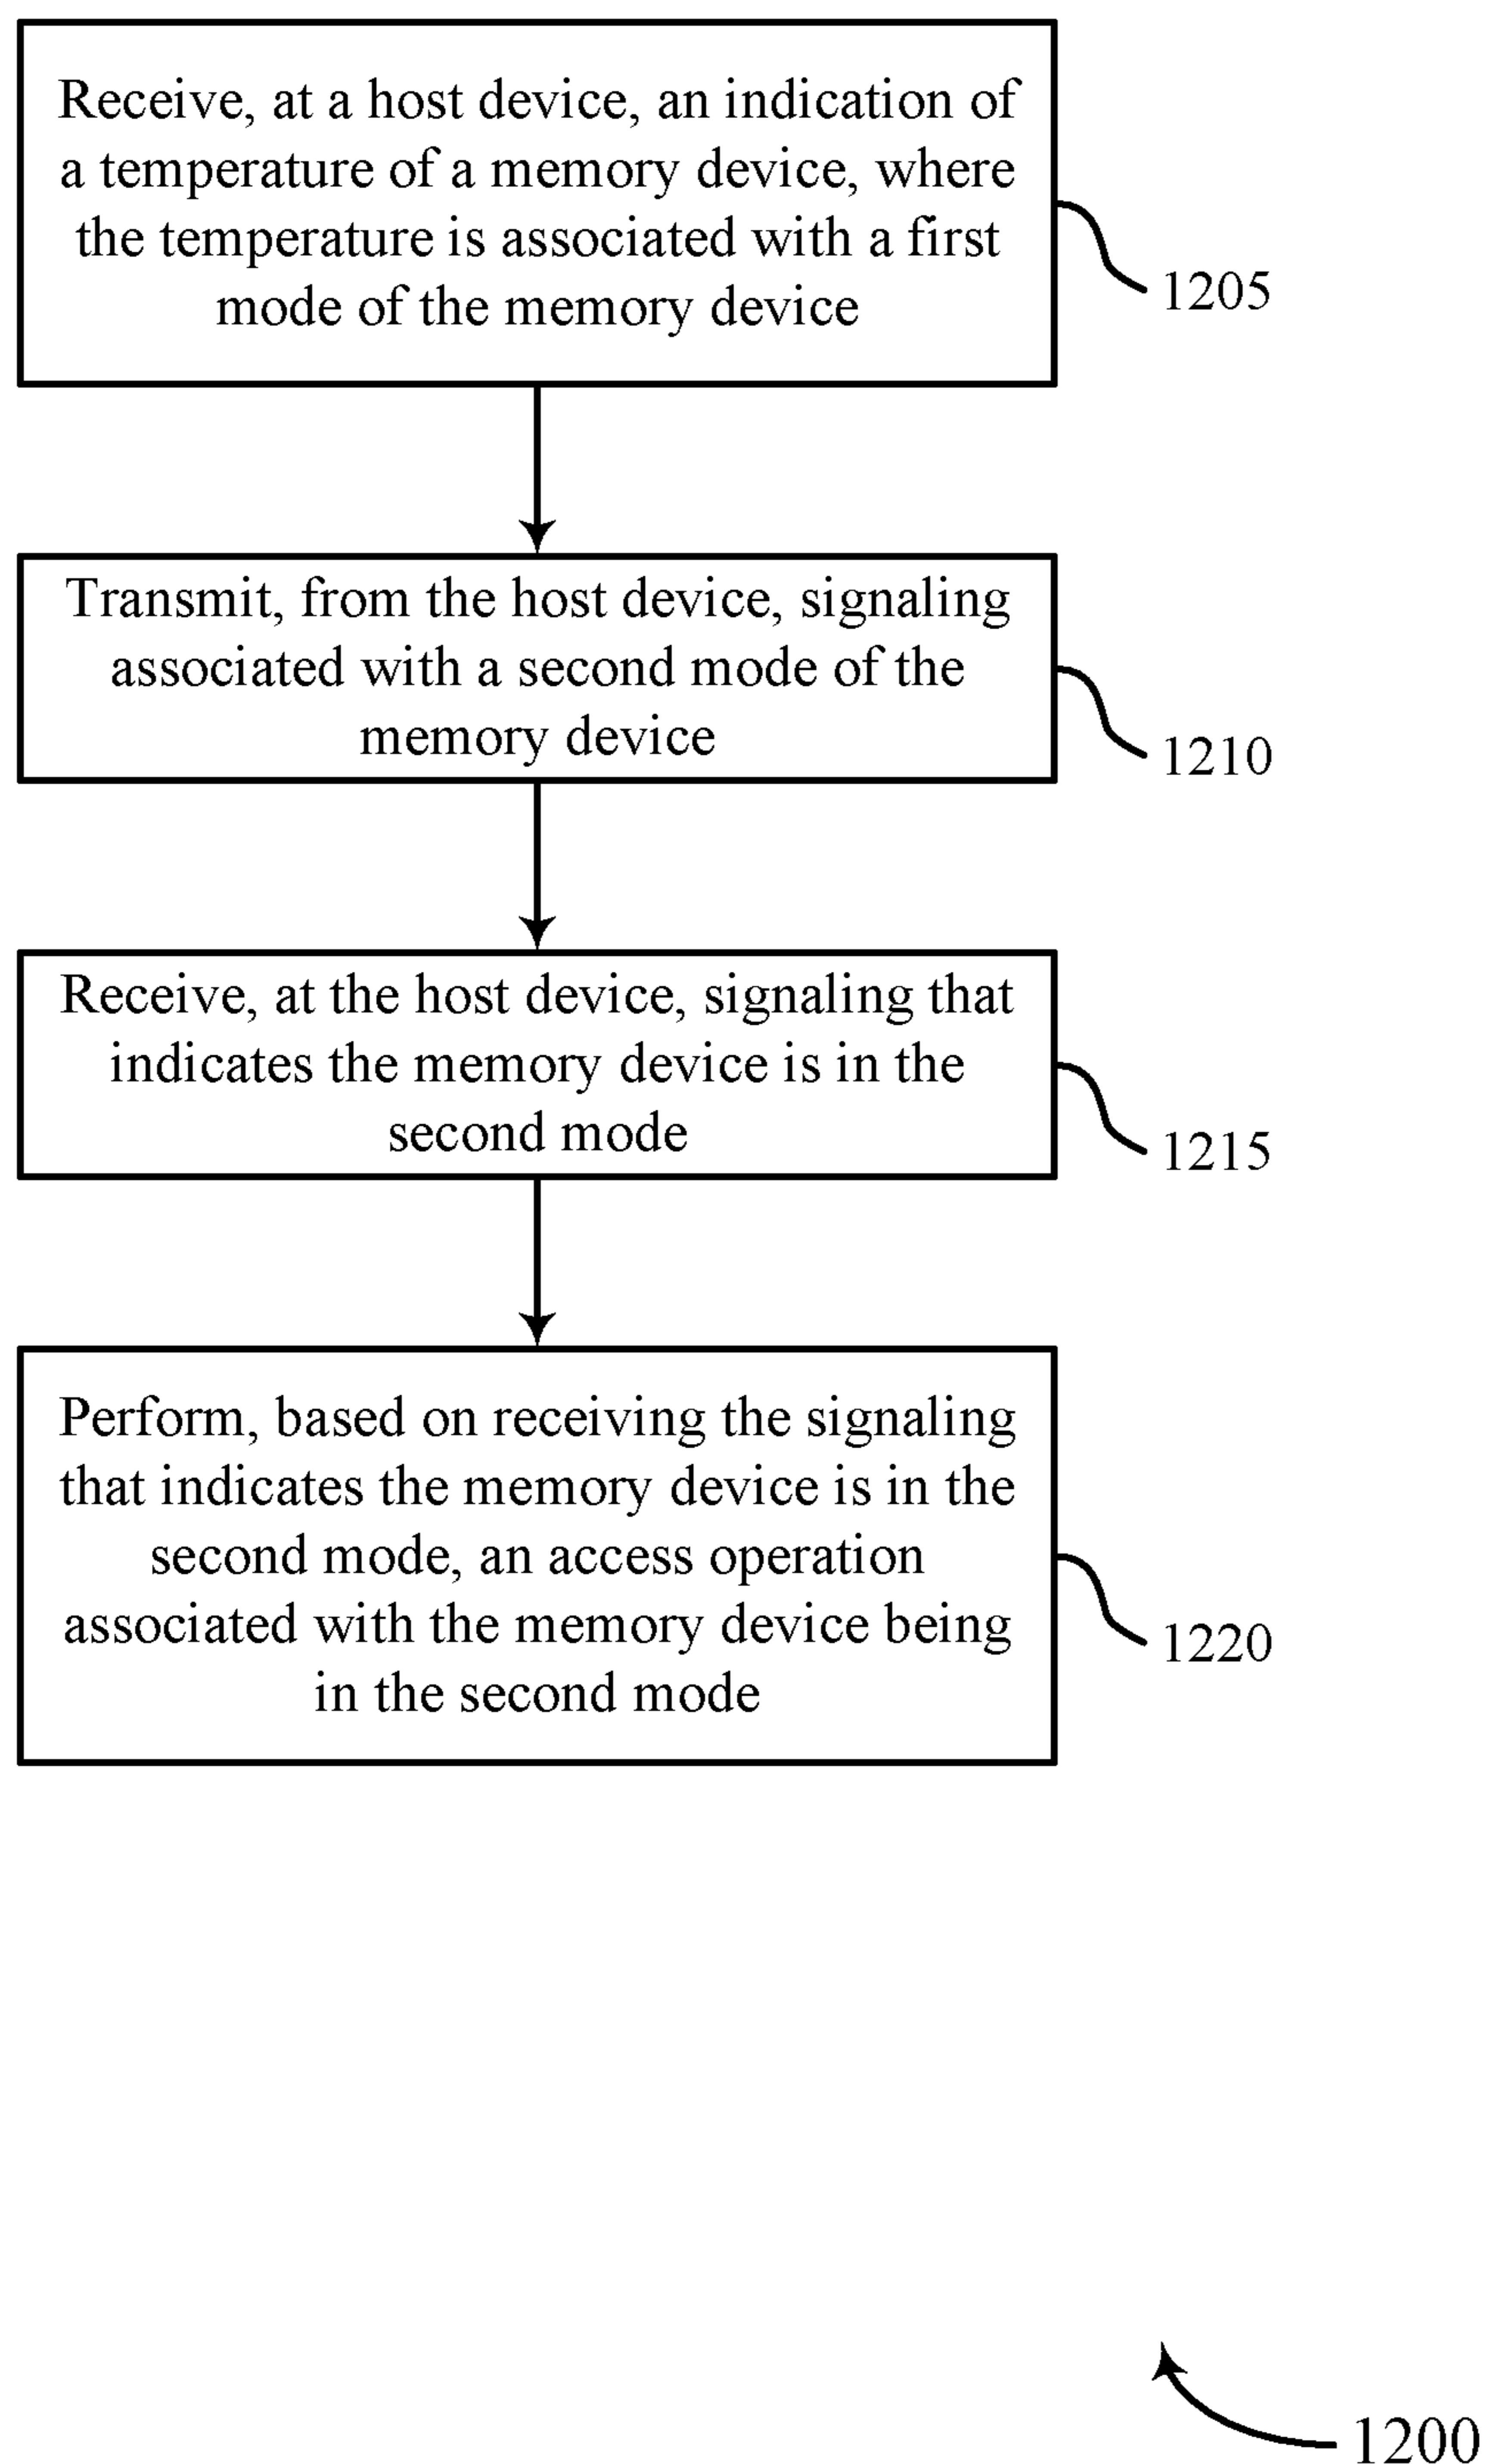 Receive, at a host device, an indication of
a temperature of a memory device, where
the temperature is associated with a first
mode of the memory device
1205
Transmit, from the host device, signaling
associated with a second mode of the
memory device
1210
Receive, at the host device, signaling that
indicates the memory device is in the
second mode
1215
Perform, based on receiving the signaling
that indicates the memory device is in the
second mode, an access operation
associated with the memory device being
in the second mode
1220
1200